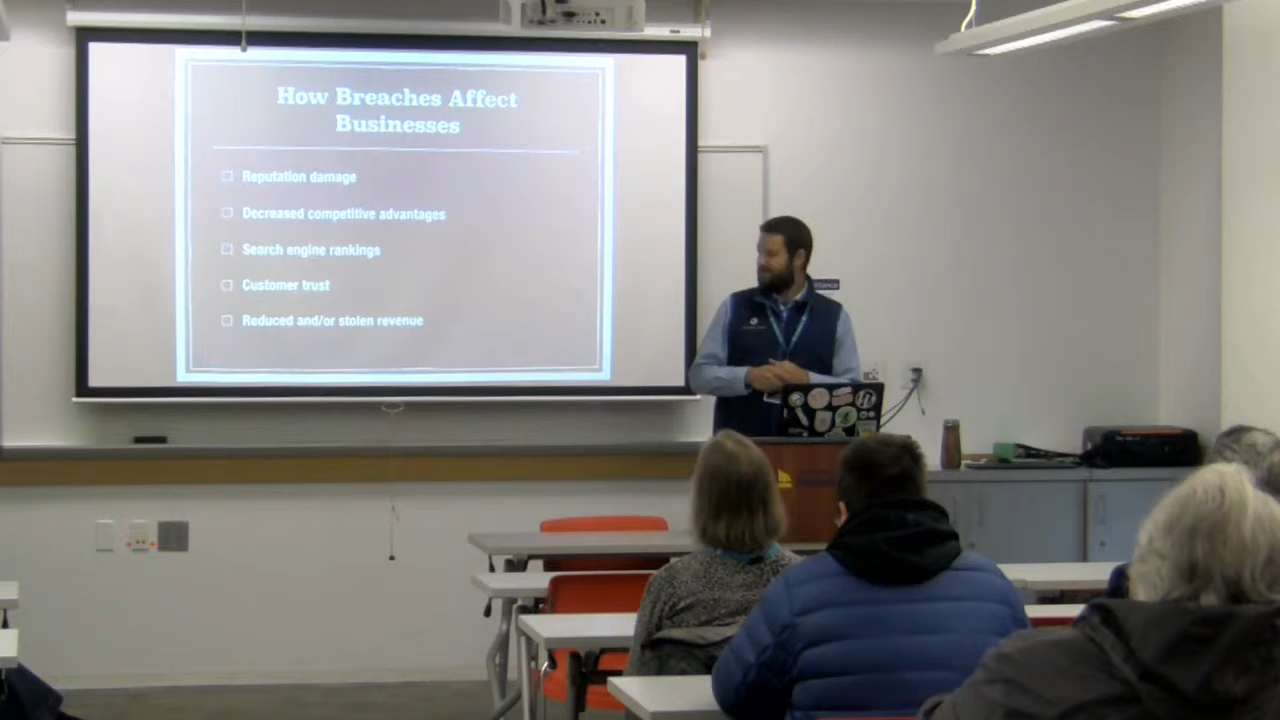 How Breaches Affect
Businesses
Reputation damage
Decreased competitive advantages
Search engine rankings
Customer trust
Reduced and/or stolen revenue